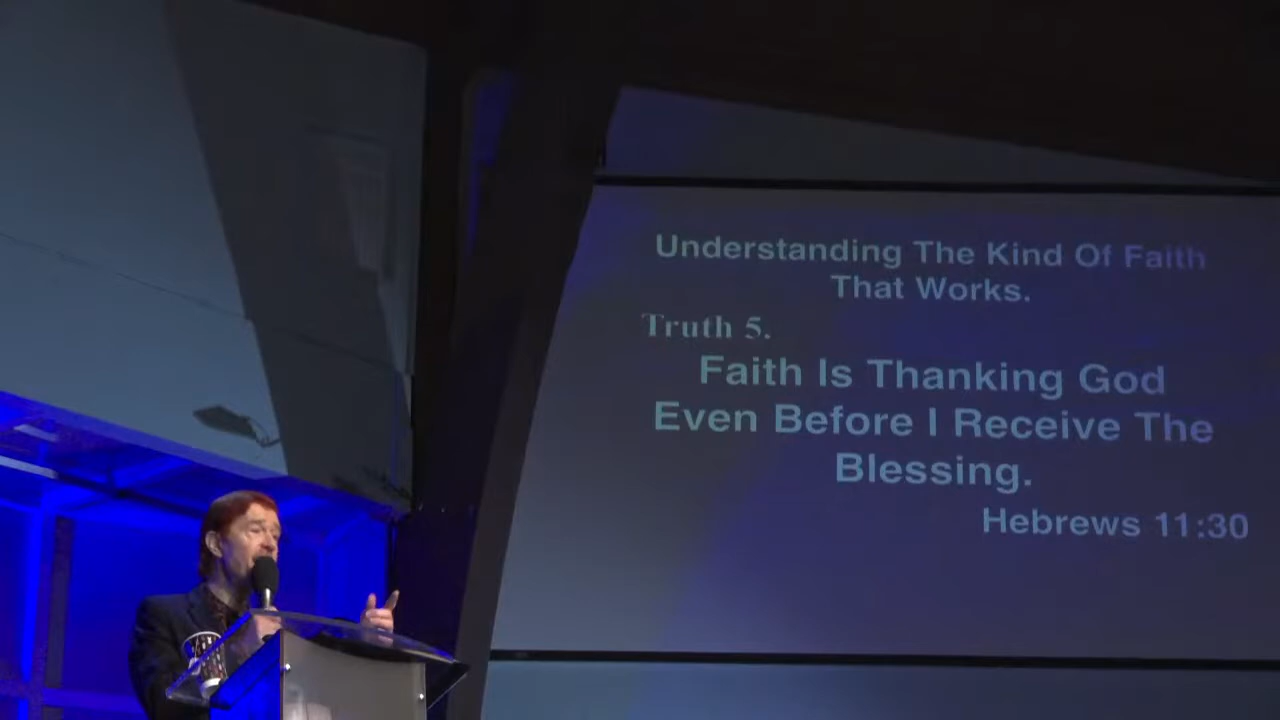 Understanding The Kind Of Faith
That Works.
Truth 5.
Faith Is Thanking God
Even Before I Receive The
Blessing.
Hebrews 11:30